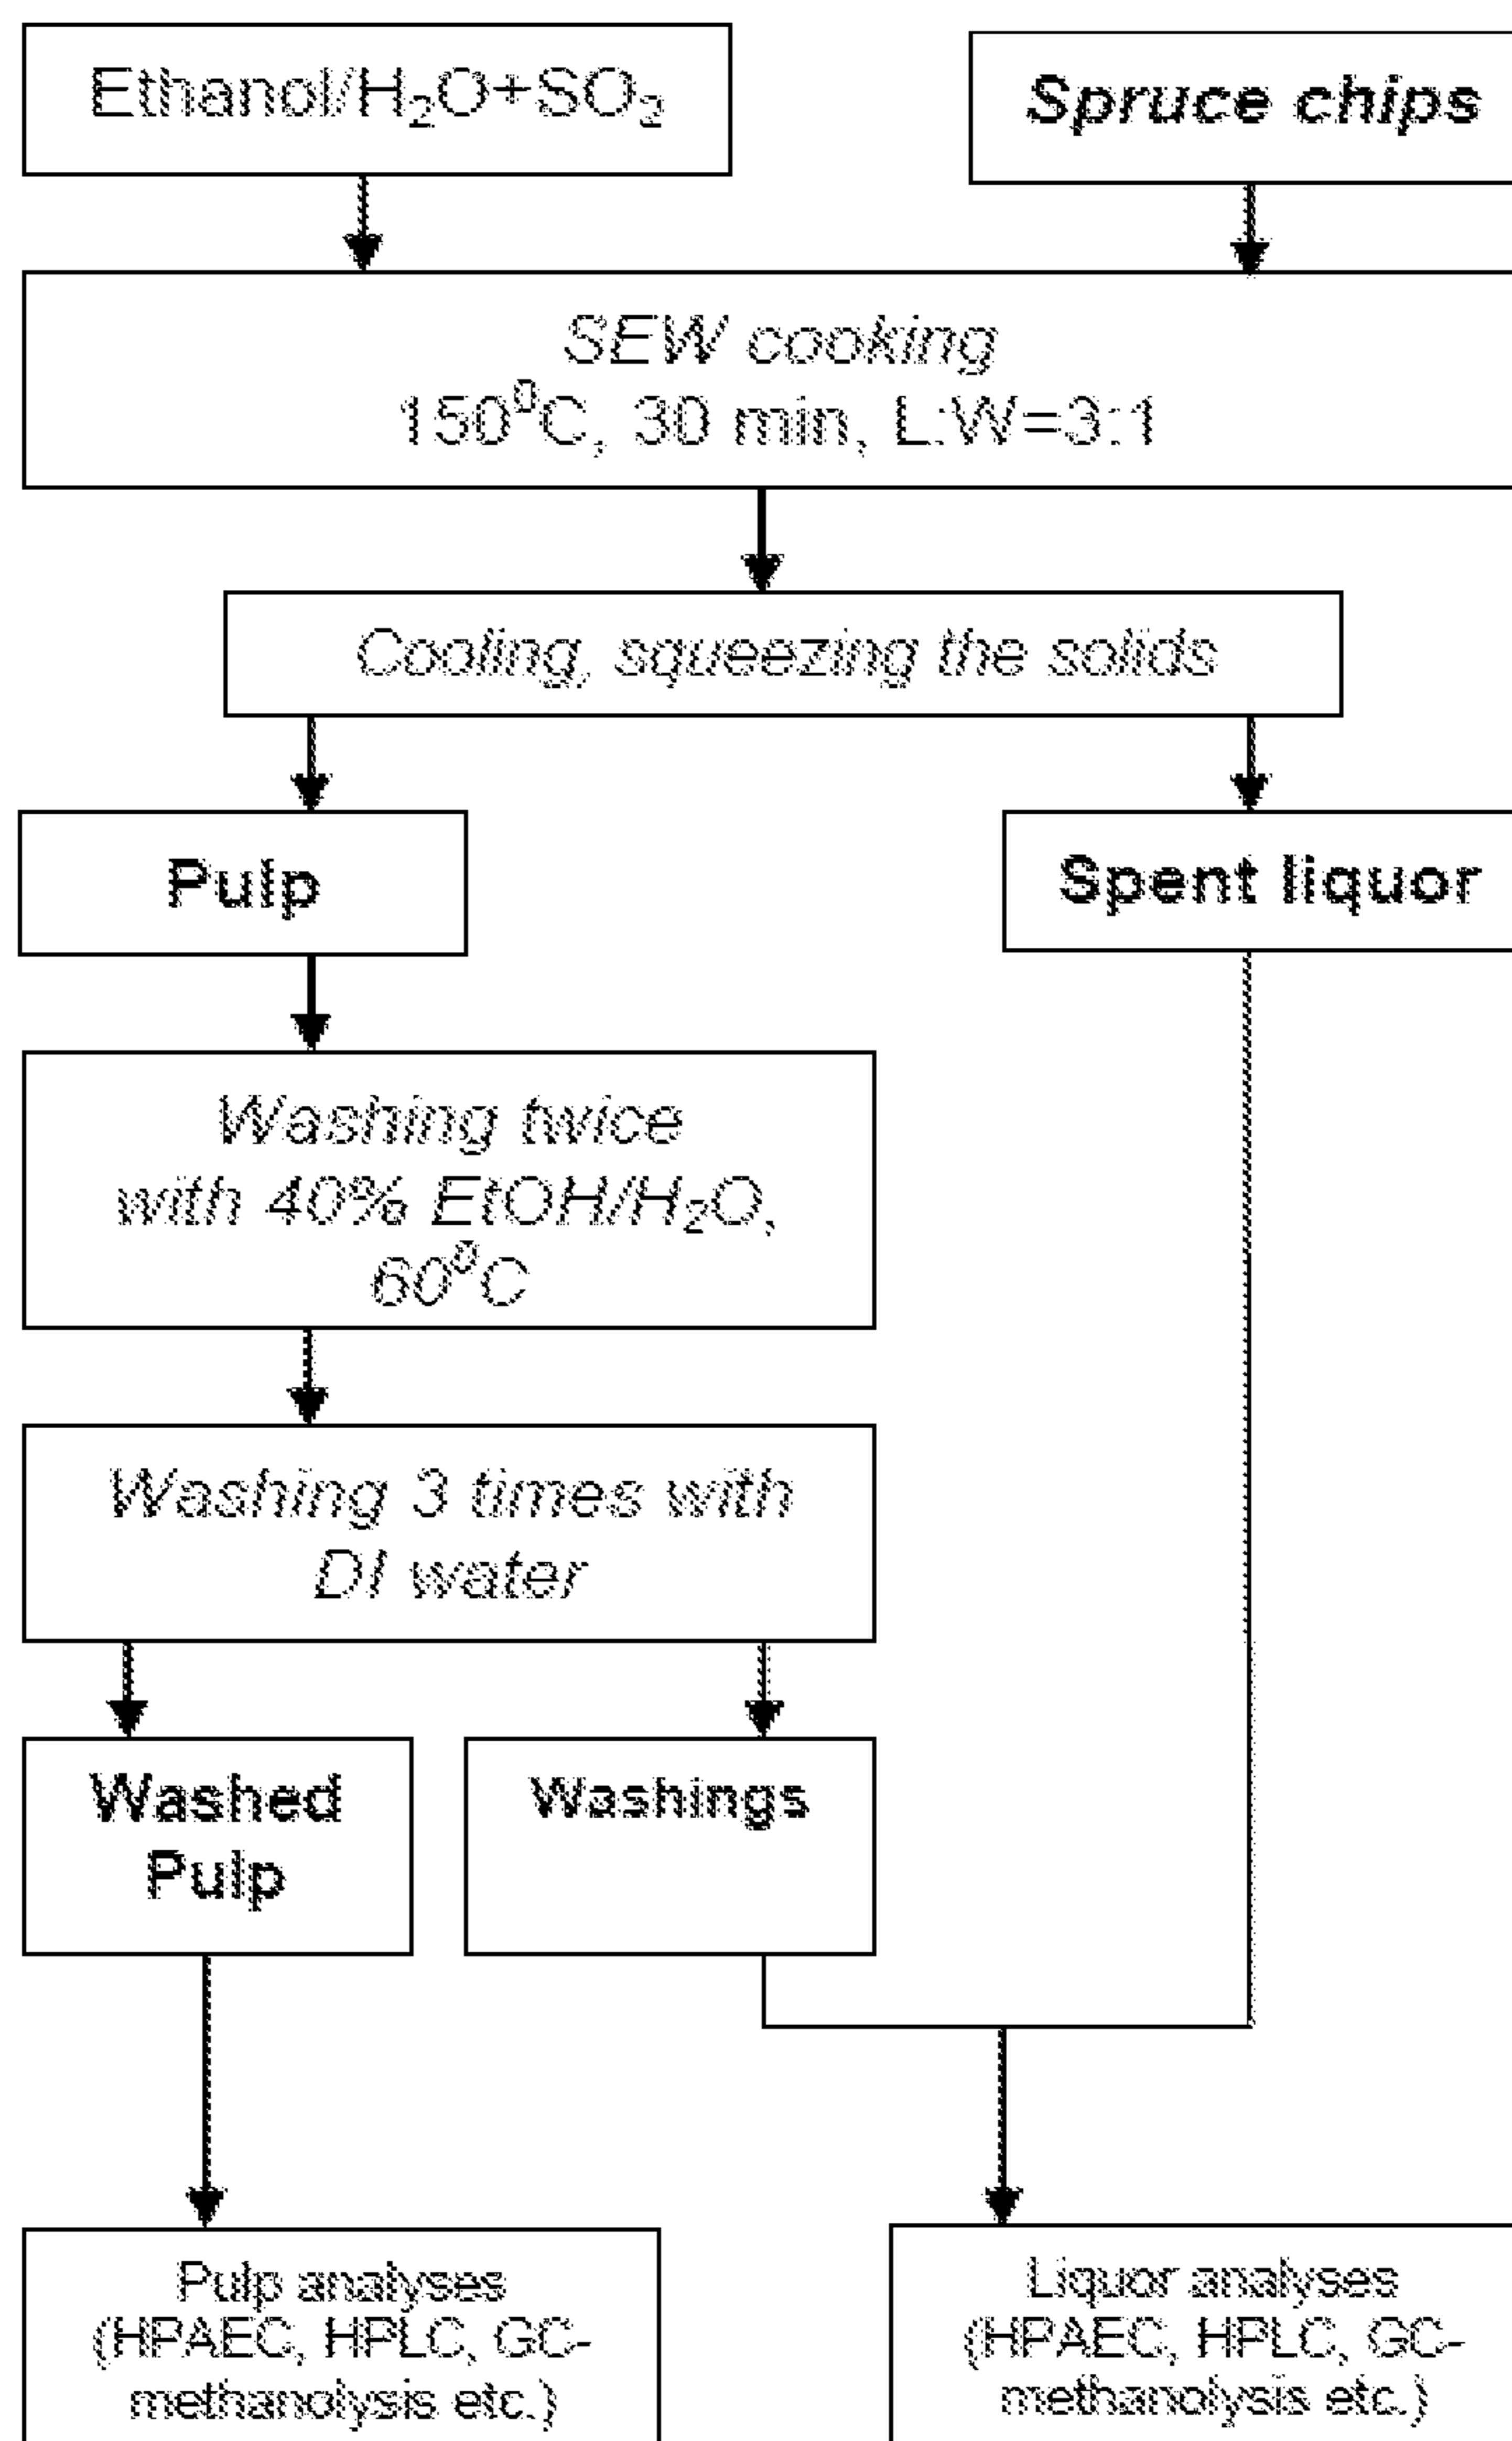 Ethanol/H₂O+SO₂
Spruce chips
SEW cooking
150⁰C, 30 min, L:W=3:1
Cooling, squeezing the solids
Pulp
Spent liquor
Washing twice
with 40% EtOH/H₂O,
60⁰C
Washing 3 times with
DI water
Washed
Pulp
Washings
Pulp analyses
(HPAEC, HPLC, GC-
methanolysis etc.)
Liquor analyses
(HPAEC, HPLC, GC-
methanolysis etc.)